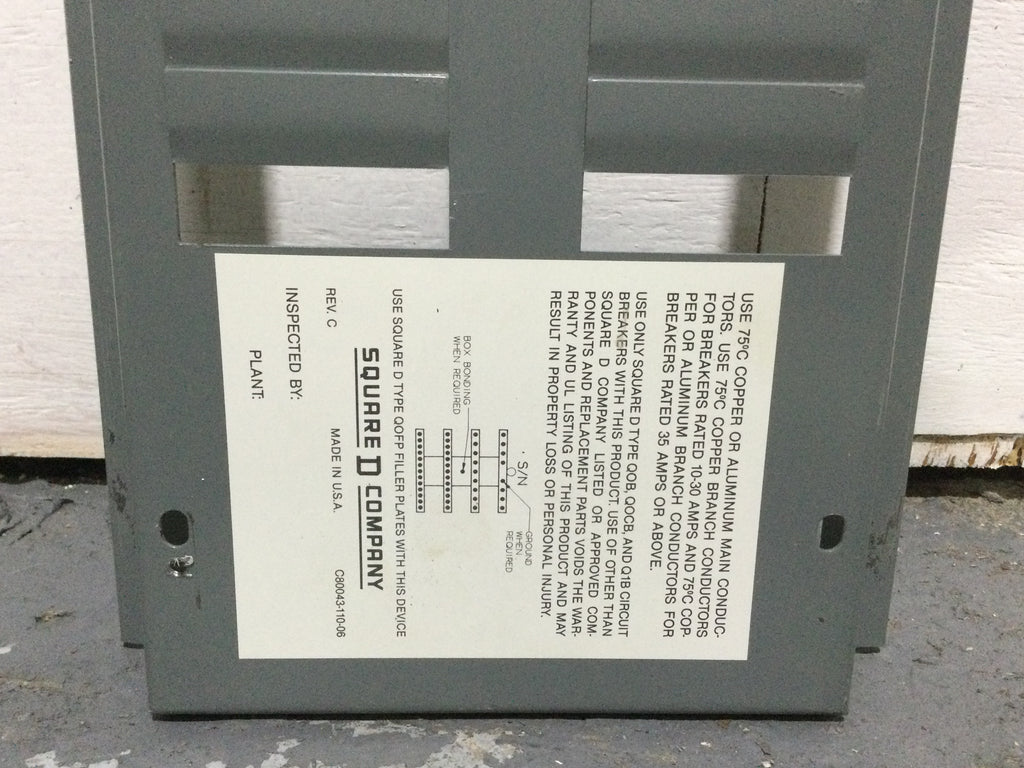 USE 75°C COPPER OR ALUMINUM MAIN CONDUC-
TORS. USE 75°C COPPER BRANCH CONDUCTORS
FOR BREAKERS RATED 10-30 AMPS AND 75°C COP-
PER OR ALUMINUM BRANCH CONDUCTORS FOR
BREAKERS RATED 35 AMPS OR ABOVE.
USE ONLY SQUARE D TYPE QOB, QOCB, AND Q1B CIRCUIT
BREAKERS WITH THIS PRODUCT. USE OF OTHER THAN
SQUARE D COMPANY LISTED OR APPROVED COM-
PONENTS AND REPLACEMENT PARTS VOIDS THE WAR-
RANTY AND UL LISTING OF THIS PRODUCT AND MAY
RESULT IN PROPERTY LOSS OR PERSONAL INJURY.
S/N
GROUND
WHEN
REQUIRED
BOX BONDING
WHEN REQUIRED
USE SQUARE D TYPE QOFP FILLER PLATES WITH THIS DEVICE
SQUARE D COMPANY
REV. C MADE IN U.S.A. C80043-110-06
INSPECTED BY:
PLANT: